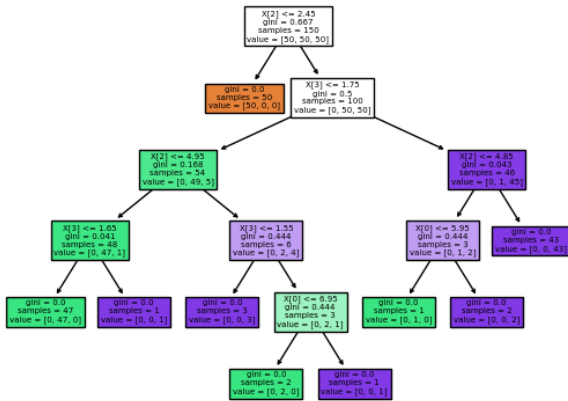 X[2] <= 2.45
gini = 0.667
samples = 150
value = [50, 50, 50]
gini = 0.0
samples = 50
value = [50, 0, 0]
X[3] <= 1.75
gini = 0.5
samples = 100
value = [0, 50, 50]
X[2] <= 4.95
gini = 0.168
samples = 54
value = [0, 49, 5]
X[2] <= 4.85
gini = 0.043
samples = 46
value = [0, 1, 45]
X[3] <= 1.65
gini = 0.041
samples = 48
value = [0, 47, 1]
X[3] <= 1.55
gini = 0.444
samples = 6
value = [0, 2, 4]
X[0] <= 5.95
gini = 0.444
samples = 3
value = [0, 1, 2]
gini = 0.0
samples = 43
value = [0, 0, 43]
gini = 0.0
samples = 47
value = [0, 47, 0]
gini = 0.0
samples = 1
value = [0, 0, 1]
gini = 0.0
samples = 3
value = [0, 0, 3]
X[0] <= 6.95
gini = 0.444
samples = 3
value = [0, 2, 1]
gini = 0.0
samples = 1
value = [0, 1, 0]
gini = 0.0
samples = 2
value = [0, 0, 2]
gini = 0.0
samples = 2
value = [0, 2, 0]
gini = 0.0
samples = 1
value = [0, 0, 1]